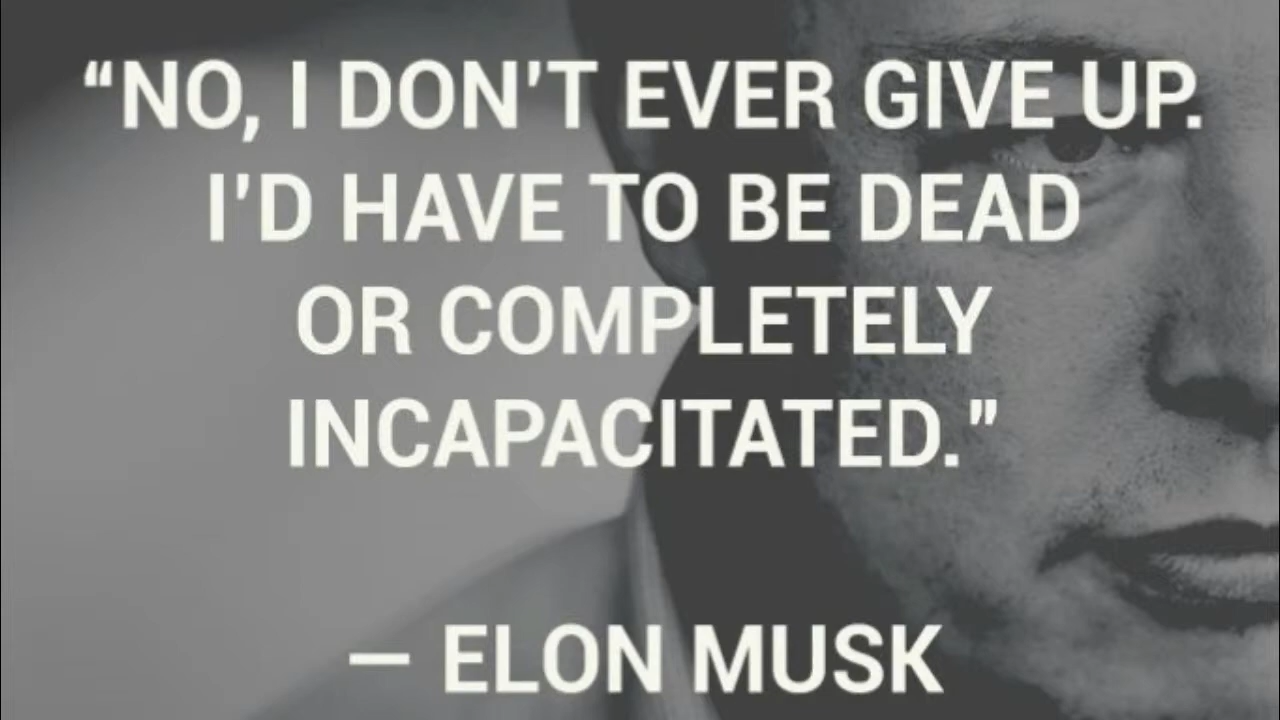 “NO, I DON'T EVER GIVE UP.
I'D HAVE TO BE DEAD
OR COMPLETELY
INCAPACITATED."
— ELON MUSK